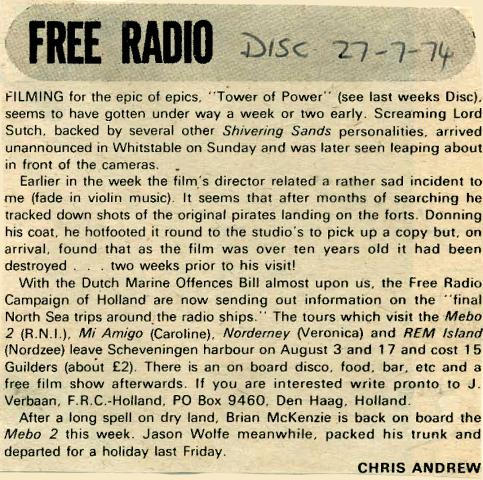 FREE RADIO DISC 27-7-74
FILMING for the epic of epics, "Tower of Power" (see last weeks Disc),
seems to have gotten under way a week or two early. Screaming Lord
Sutch, backed by several other Shivering Sands personalities, arrived
unannounced in Whitstable on Sunday and was later seen leaping about
in front of the cameras.
Earlier in the week the film's director related a rather sad incident to
me (fade in violin music). It seems that after months of searching he
tracked down shots of the original pirates landing on the forts. Donning
his coat, he hotfooted it round to the studio's to pick up a copy but, on
arrival, found that as the film was over ten years old it had been
destroyed . . . two weeks prior to his visit!
With the Dutch Marine Offences Bill almost upon us, the Free Radio
Campaign of Holland are now sending out information on the "final
North Sea trips around the radio ships." The tours which visit the Mebo
2 (R.N.I.), Mi Amigo (Caroline), Norderney (Veronica) and REM Island
(Nordzee) leave Scheveningen harbour on August 3 and 17 and cost 15
Guilders (about £2). There is an on board disco, food, bar, etc and a
free film show afterwards. If you are interested write pronto to J.
Verbaan, F.R.C.-Holland, PO Box 9460, Den Haag, Holland.
After a long spell on dry land, Brian McKenzie is back on board the
Mebo 2 this week. Jason Wolfe meanwhile, packed his trunk and
departed for a holiday last Friday.
CHRIS ANDREW